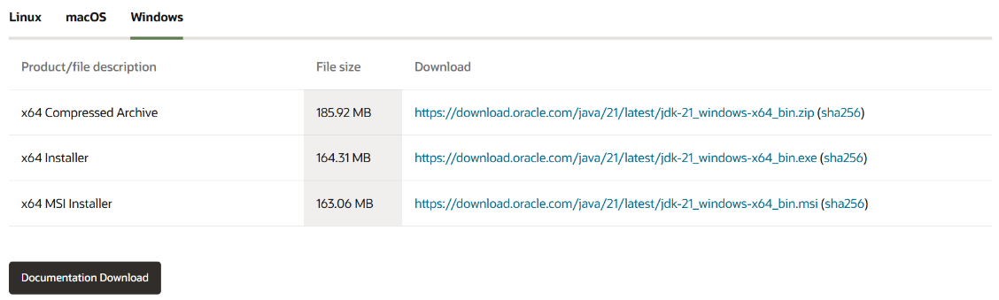 Linux macOS Windows
Product/file description File size Download
x64 Compressed Archive 185.92 MB https://download.oracle.com/java/21/latest/jdk-21_windows-x64_bin.zip (sha256)
x64 Installer 164.31 MB https://download.oracle.com/java/21/latest/jdk-21_windows-x64_bin.exe (sha256)
x64 MSI Installer 163.06 MB https://download.oracle.com/java/21/latest/jdk-21_windows-x64_bin.msi (sha256)
Documentation Download